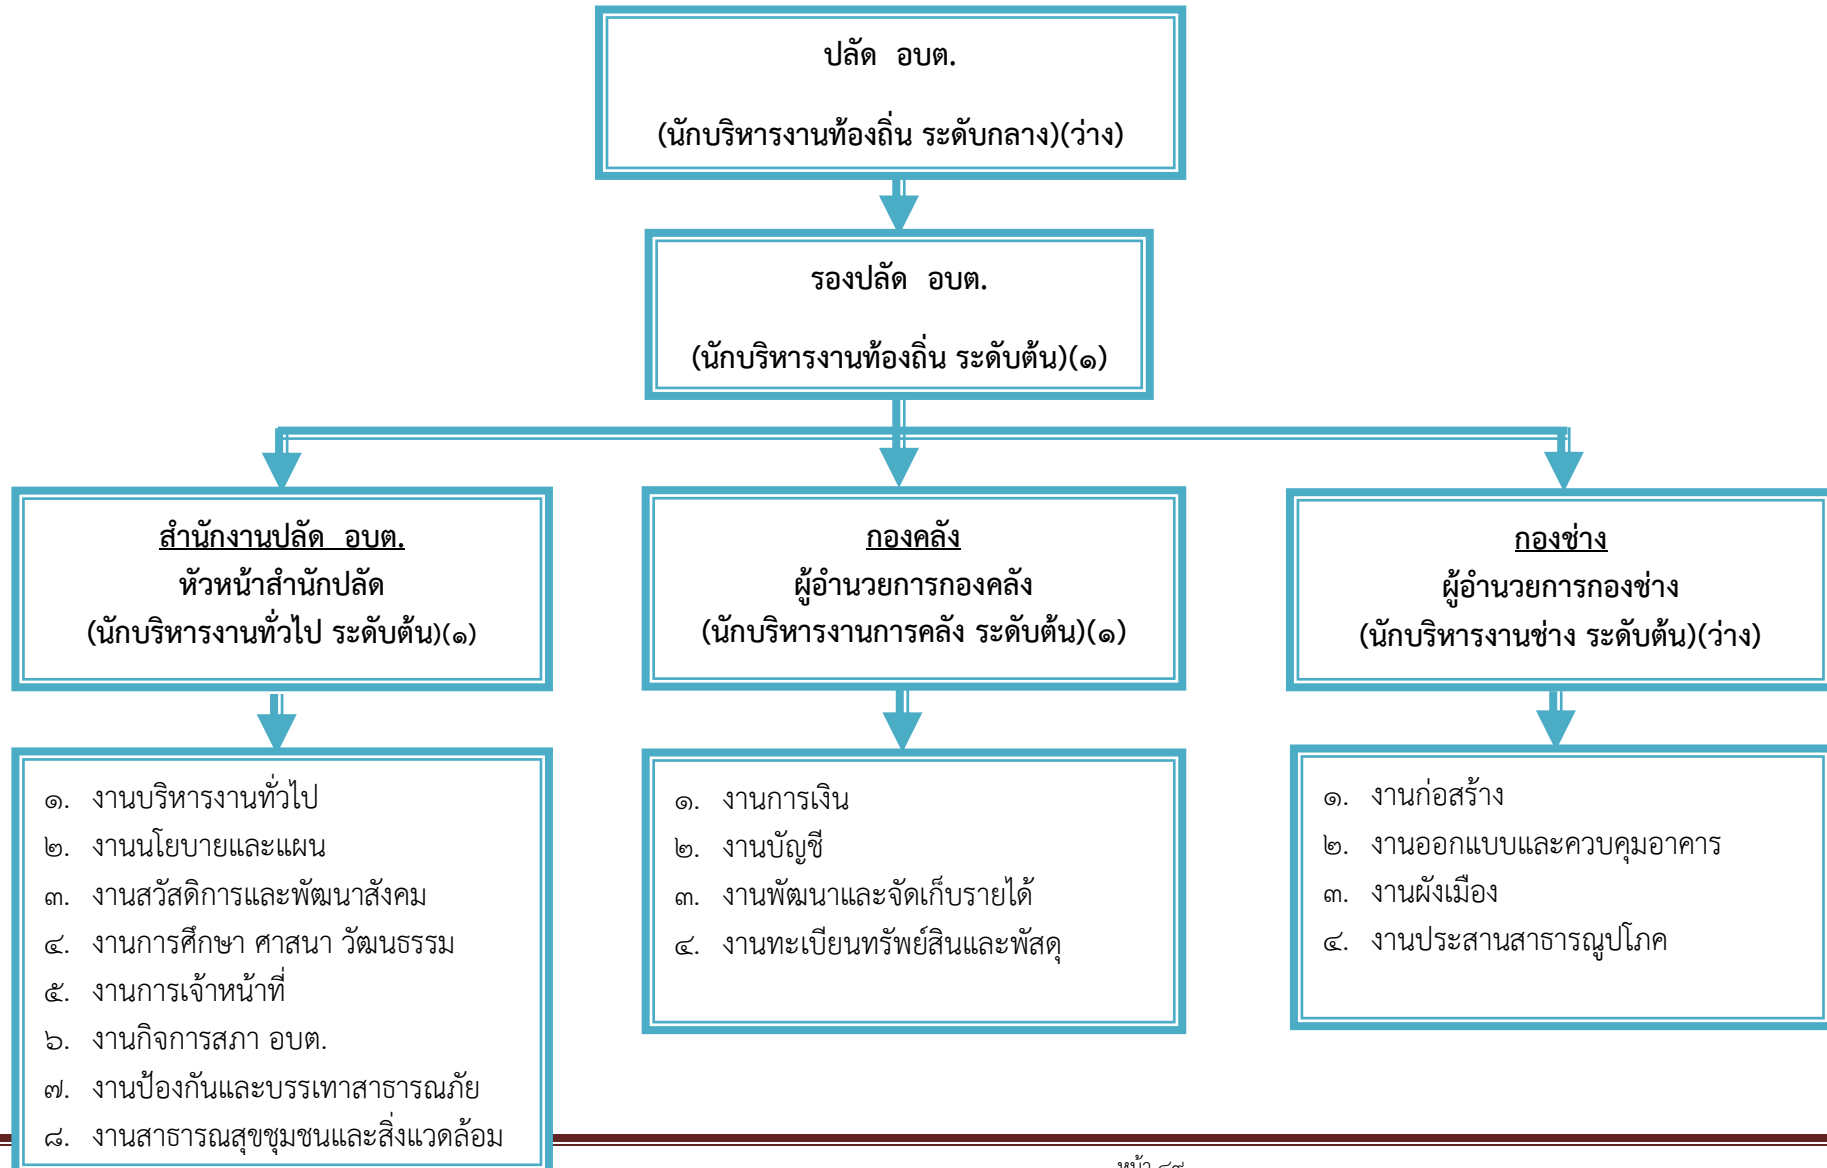 ปลัด อบต.
(นักบริหารงานท้องถิ่น ระดับกลาง)(ว่าง)
รองปลัด อบต.
(นักบริหารงานท้องถิ่น ระดับต้น)(๑)
สำนักงานปลัด อบต.
หัวหน้าสำนักปลัด
(นักบริหารงานทั่วไป ระดับต้น)(๑)
กองคลัง
ผู้อำนวยการกองคลัง
(นักบริหารงานการคลัง ระดับต้น)(๑)
กองช่าง
ผู้อำนวยการกองช่าง
(นักบริหารงานช่าง ระดับต้น)(ว่าง)
๑. งานบริหารงานทั่วไป
๒. งานนโยบายและแผน
๓. งานสวัสดิการและพัฒนาสังคม
๔. งานการศึกษา ศาสนา วัฒนธรรม
๕. งานการเจ้าหน้าที่
๖. งานกิจการสภา อบต.
๗. งานป้องกันและบรรเทาสาธารณภัย
๘. งานสาธารณสุขชุมชนและสิ่งแวดล้อม
๑. งานการเงิน
๒. งานบัญชี
๓. งานพัฒนาและจัดเก็บรายได้
๔. งานทะเบียนทรัพย์สินและพัสดุ
๑. งานก่อสร้าง
๒. งานออกแบบและควบคุมอาคาร
๓. งานผังเมือง
๔. งานประสานสาธารณูปโภค
หน้า